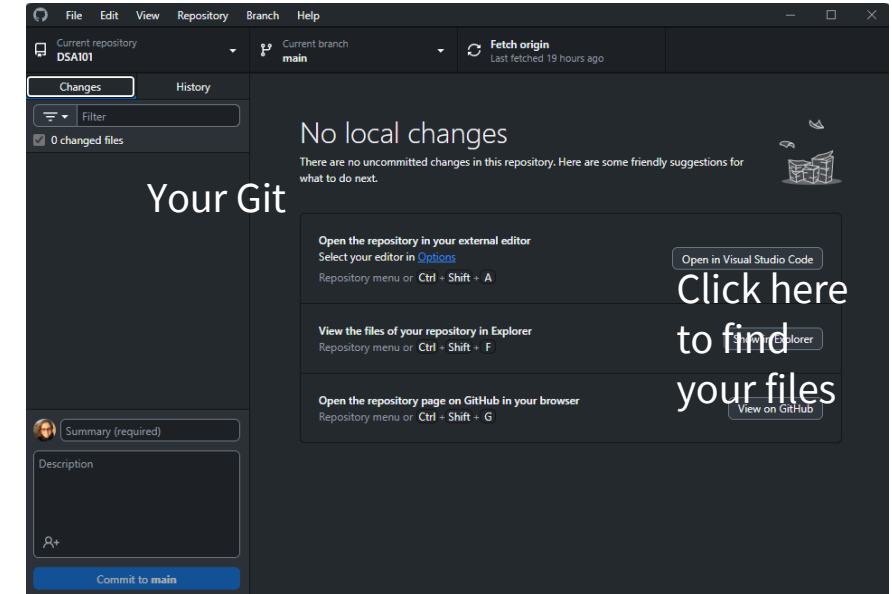 File Edit View Repository Branch Help
Current repository
DSA101
Current branch
main
Fetch origin
Last fetched 19 hours ago
Changes History
Filter
0 changed files
No local changes
There are no uncommitted changes in this repository. Here are some friendly suggestions for
what to do next.
Your Git
Open the repository in your external editor
Select your editor in Options
Repository menu or Ctrl + Shift + A
Open in Visual Studio Code
Click here
to find
your files
View the files of your repository in Explorer
Repository menu or Ctrl + Shift + F
Show in Explorer
Open the repository page on GitHub in your browser
Repository menu or Ctrl + Shift + G
View on GitHub
Summary (required)
Description
Commit to main